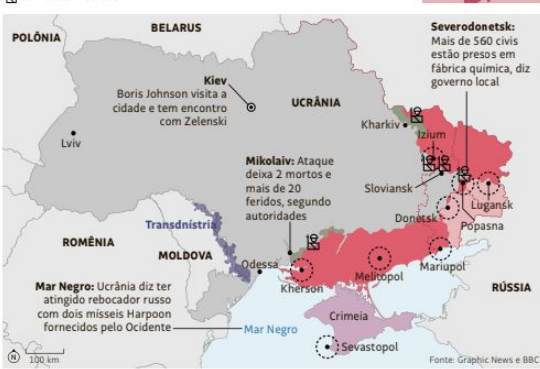 POLÔNIA
BELARUS
Severodonetsk:
Mais de 560 civis
estão presos em
fábrica química, diz
governo local
Kiev
Boris Johnson visita a
cidade e tem encontro
com Zelenski
UCRÂNIA
Kharkiv
Izium
Lviv
Mikolaiv: Ataque
deixa 2 mortos e
mais de 20
feridos, segundo
autoridades
Sloviansk
Lugansk
Donetsk
Popasna
Transdnístria
ROMÊNIA
MOLDOVA
Odessa
Kherson
Melitopol
Mariupol
RÚSSIA
Mar Negro: Ucrânia diz ter
atingido rebocador russo
com dois mísseis Harpoon
fornecidos pelo Ocidente
Mar Negro
Crimeia
Sevastopol
N
100 km
Fonte: Graphic News e BBC